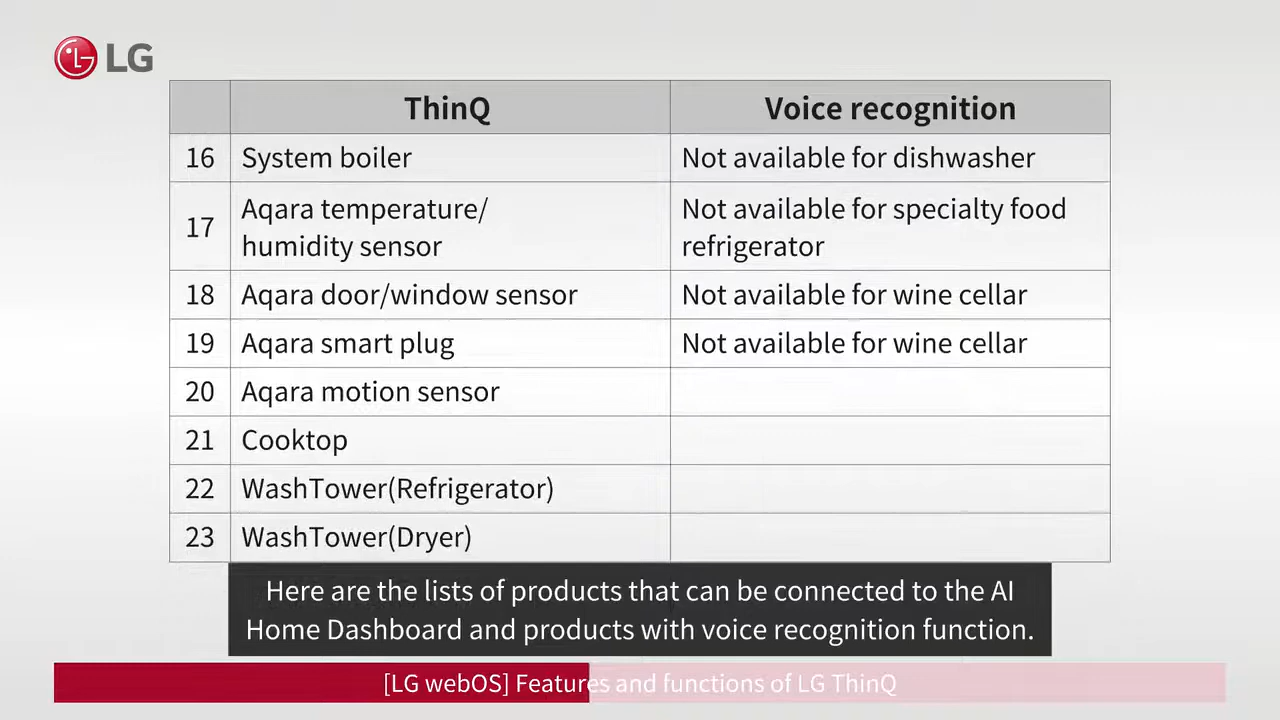 LG
ThinQ Voice recognition
16 System boiler Not available for dishwasher
17 Aqara temperature/ Not available for specialty food
humidity sensor refrigerator
18 Aqara door/window sensor Not available for wine cellar
19 Aqara smart plug Not available for wine cellar
20 Aqara motion sensor
21 Cooktop
22 WashTower(Refrigerator)
23 WashTower(Dryer)
Here are the lists of products that can be connected to the AI
Home Dashboard and products with voice recognition function.
[LG webOS] Features and functions of LG ThinQ